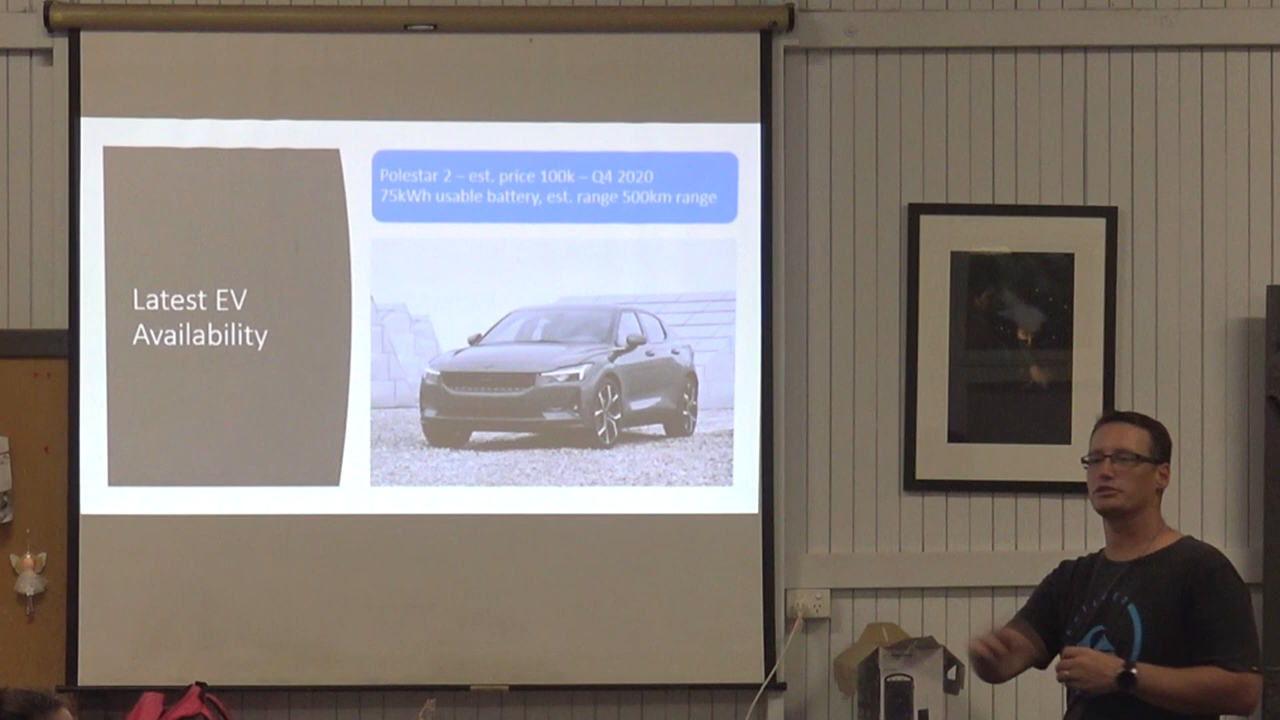 Polestar 2 – est. price 100k – Q4 2020
75kWh usable battery, est. range 500km range
Latest EV
Availability